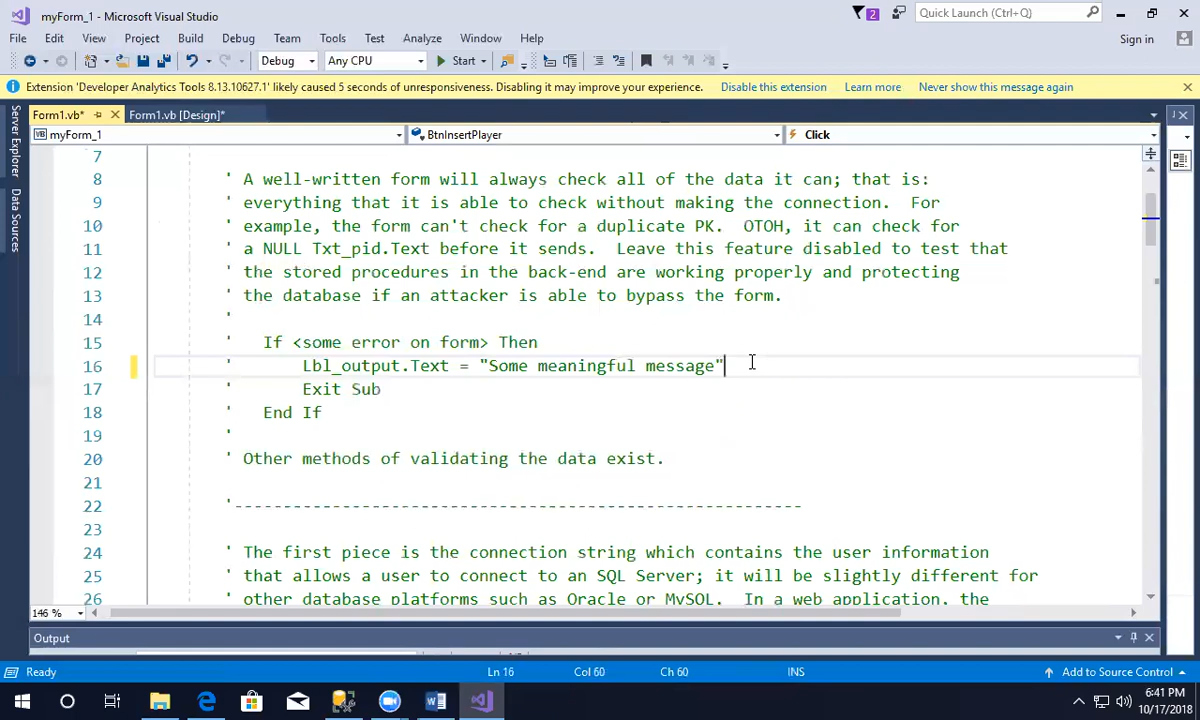 myForm_1 - Microsoft Visual Studio
2
Quick Launch (Ctrl+Q)
File Edit View Project Build Debug Team Tools Test Analyze Window Help
Sign in
Debug Any CPU Start
Extension 'Developer Analytics Tools 8.13.10627.1' likely caused 5 seconds of unresponsiveness. Disabling it may improve your experience. Disable this extension Learn more Never show this message again
Server Explorer
Data Sources
Form1.vb* Form1.vb [Design]*
myForm_1 BtnInsertPlayer Click
7
8 ' A well-written form will always check all of the data it can; that is:
9 ' everything that it is able to check without making the connection. For
10 ' example, the form can't check for a duplicate PK. OTOH, it can check for
11 ' a NULL Txt_pid.Text before it sends. Leave this feature disabled to test that
12 ' the stored procedures in the back-end are working properly and protecting
13 ' the database if an attacker is able to bypass the form.
14 '
15 ' If <some error on form> Then
16 ' Lbl_output.Text = "Some meaningful message"
17 ' Exit Sub
18 ' End If
19 '
20 ' Other methods of validating the data exist.
21
22 '----------------------------------------------------------
23
24 ' The first piece is the connection string which contains the user information
25 ' that allows a user to connect to an SQL Server; it will be slightly different for
26 ' other database platforms such as Oracle or MySQL. In a web application, the
146 %
Output
Ready Ln 16 Col 60 Ch 60 INS Add to Source Control
6:41 PM
10/17/2018